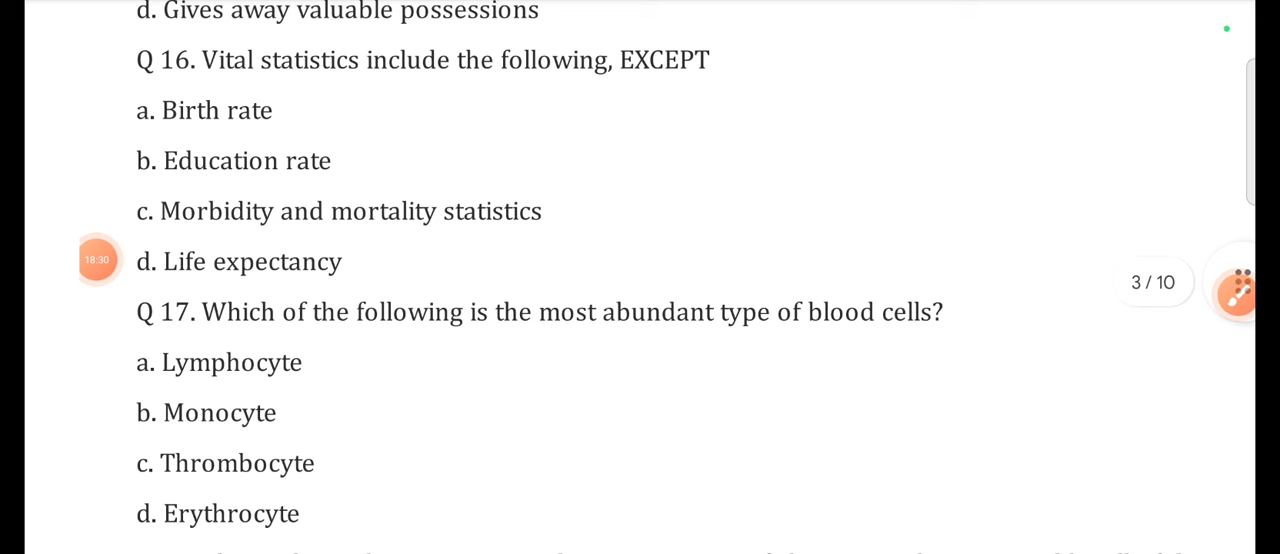 d. Gives away valuable possessions
Q 16. Vital statistics include the following, EXCEPT
a. Birth rate
b. Education rate
c. Morbidity and mortality statistics
18:30
d. Life expectancy
3 / 10
Q 17. Which of the following is the most abundant type of blood cells?
a. Lymphocyte
b. Monocyte
c. Thrombocyte
d. Erythrocyte